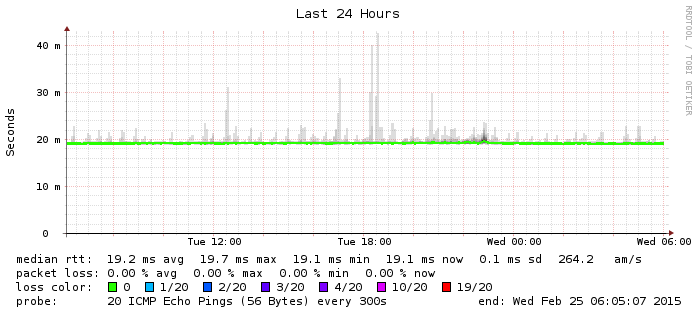 Last 24 Hours
RRDTOOL / TOBI OETIKER
Seconds
40 m
30 m
20 m
10 m
0
Tue 12:00 Tue 18:00 Wed 00:00 Wed 06:00
median rtt: 19.2 ms avg 19.7 ms max 19.1 ms min 19.1 ms now 0.1 ms sd 264.2 am/s
packet loss: 0.00 % avg 0.00 % max 0.00 % min 0.00 % now
loss color: 0 1/20 2/20 3/20 4/20 10/20 19/20
probe: 20 ICMP Echo Pings (56 Bytes) every 300s end: Wed Feb 25 06:05:07 2015